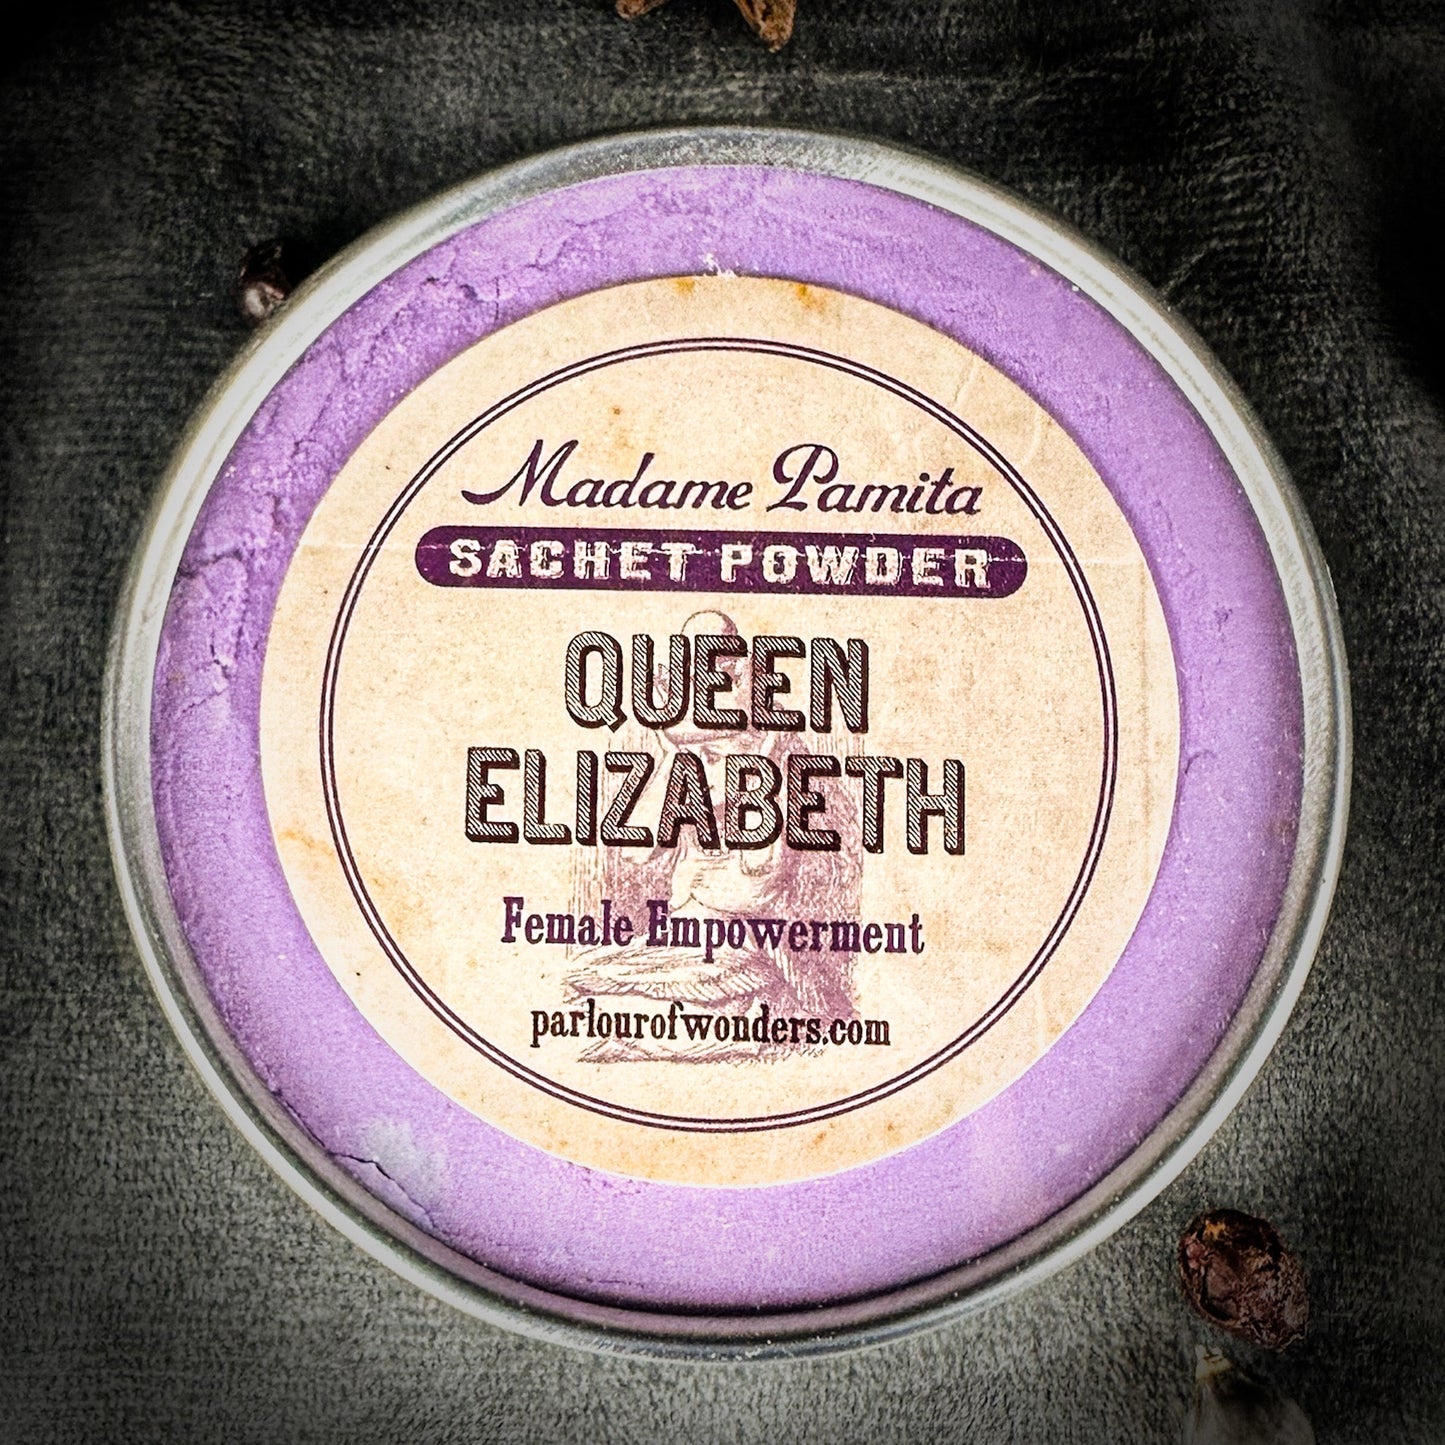 Madame Pamita
SACHET POWDER
QUEEN
ELIZABETH
Female Empowerment
parlourofwonders.com